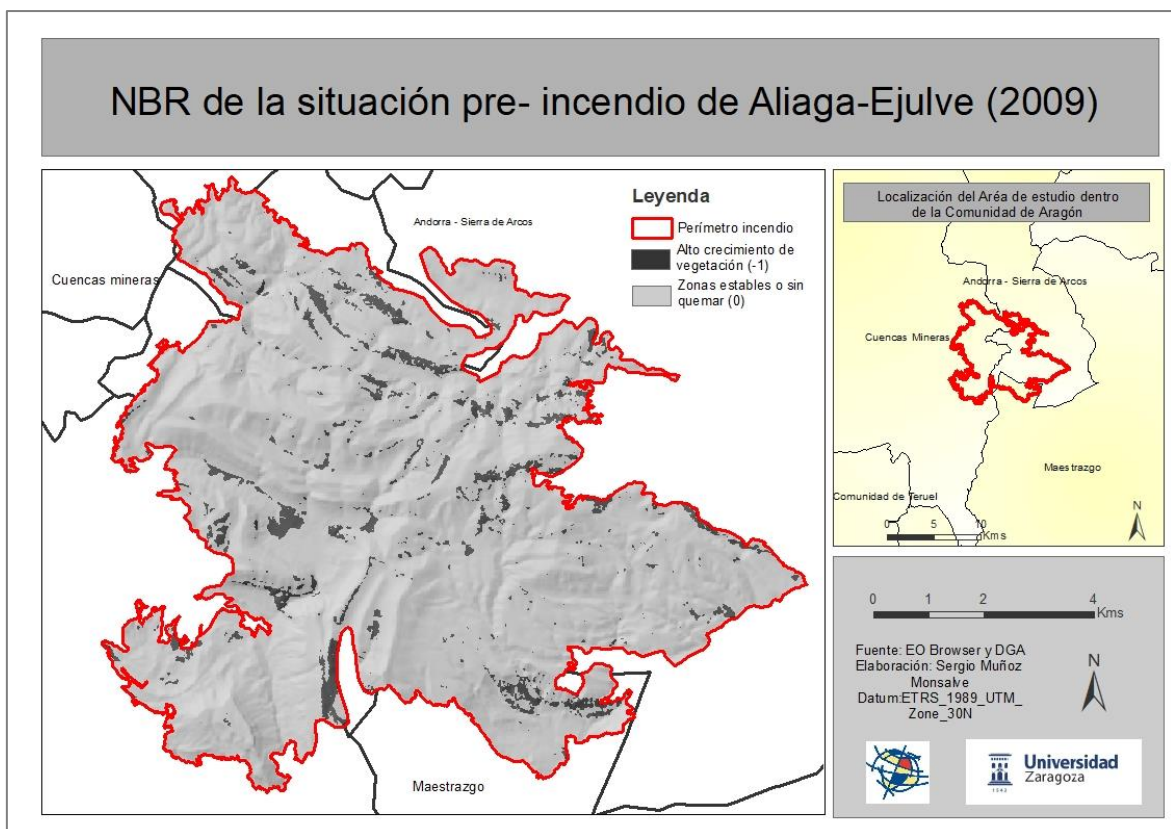 NBR de la situación pre- incendio de Aliaga-Ejulve (2009)
Leyenda
Perímetro incendio
Alto crecimiento de
vegetación (-1)
Zonas estables o sin
quemar (0)
Andorra - Sierra de Arcos
Cuencas mineras
Maestrazgo
Localización del Aréa de estudio dentro
de la Comunidad de Aragón
Andorra - Sierra de Arcos
Cuencas Mineras
Maestrazgo
Comunidad de Teruel
N
0 5 10
Kms
0 1 2 4
Kms
Fuente: EO Browser y DGA
Elaboración: Sergio Muñoz
Monsalve
Datum:ETRS_1989_UTM_
Zone_30N
N
Universidad
Zaragoza
1542